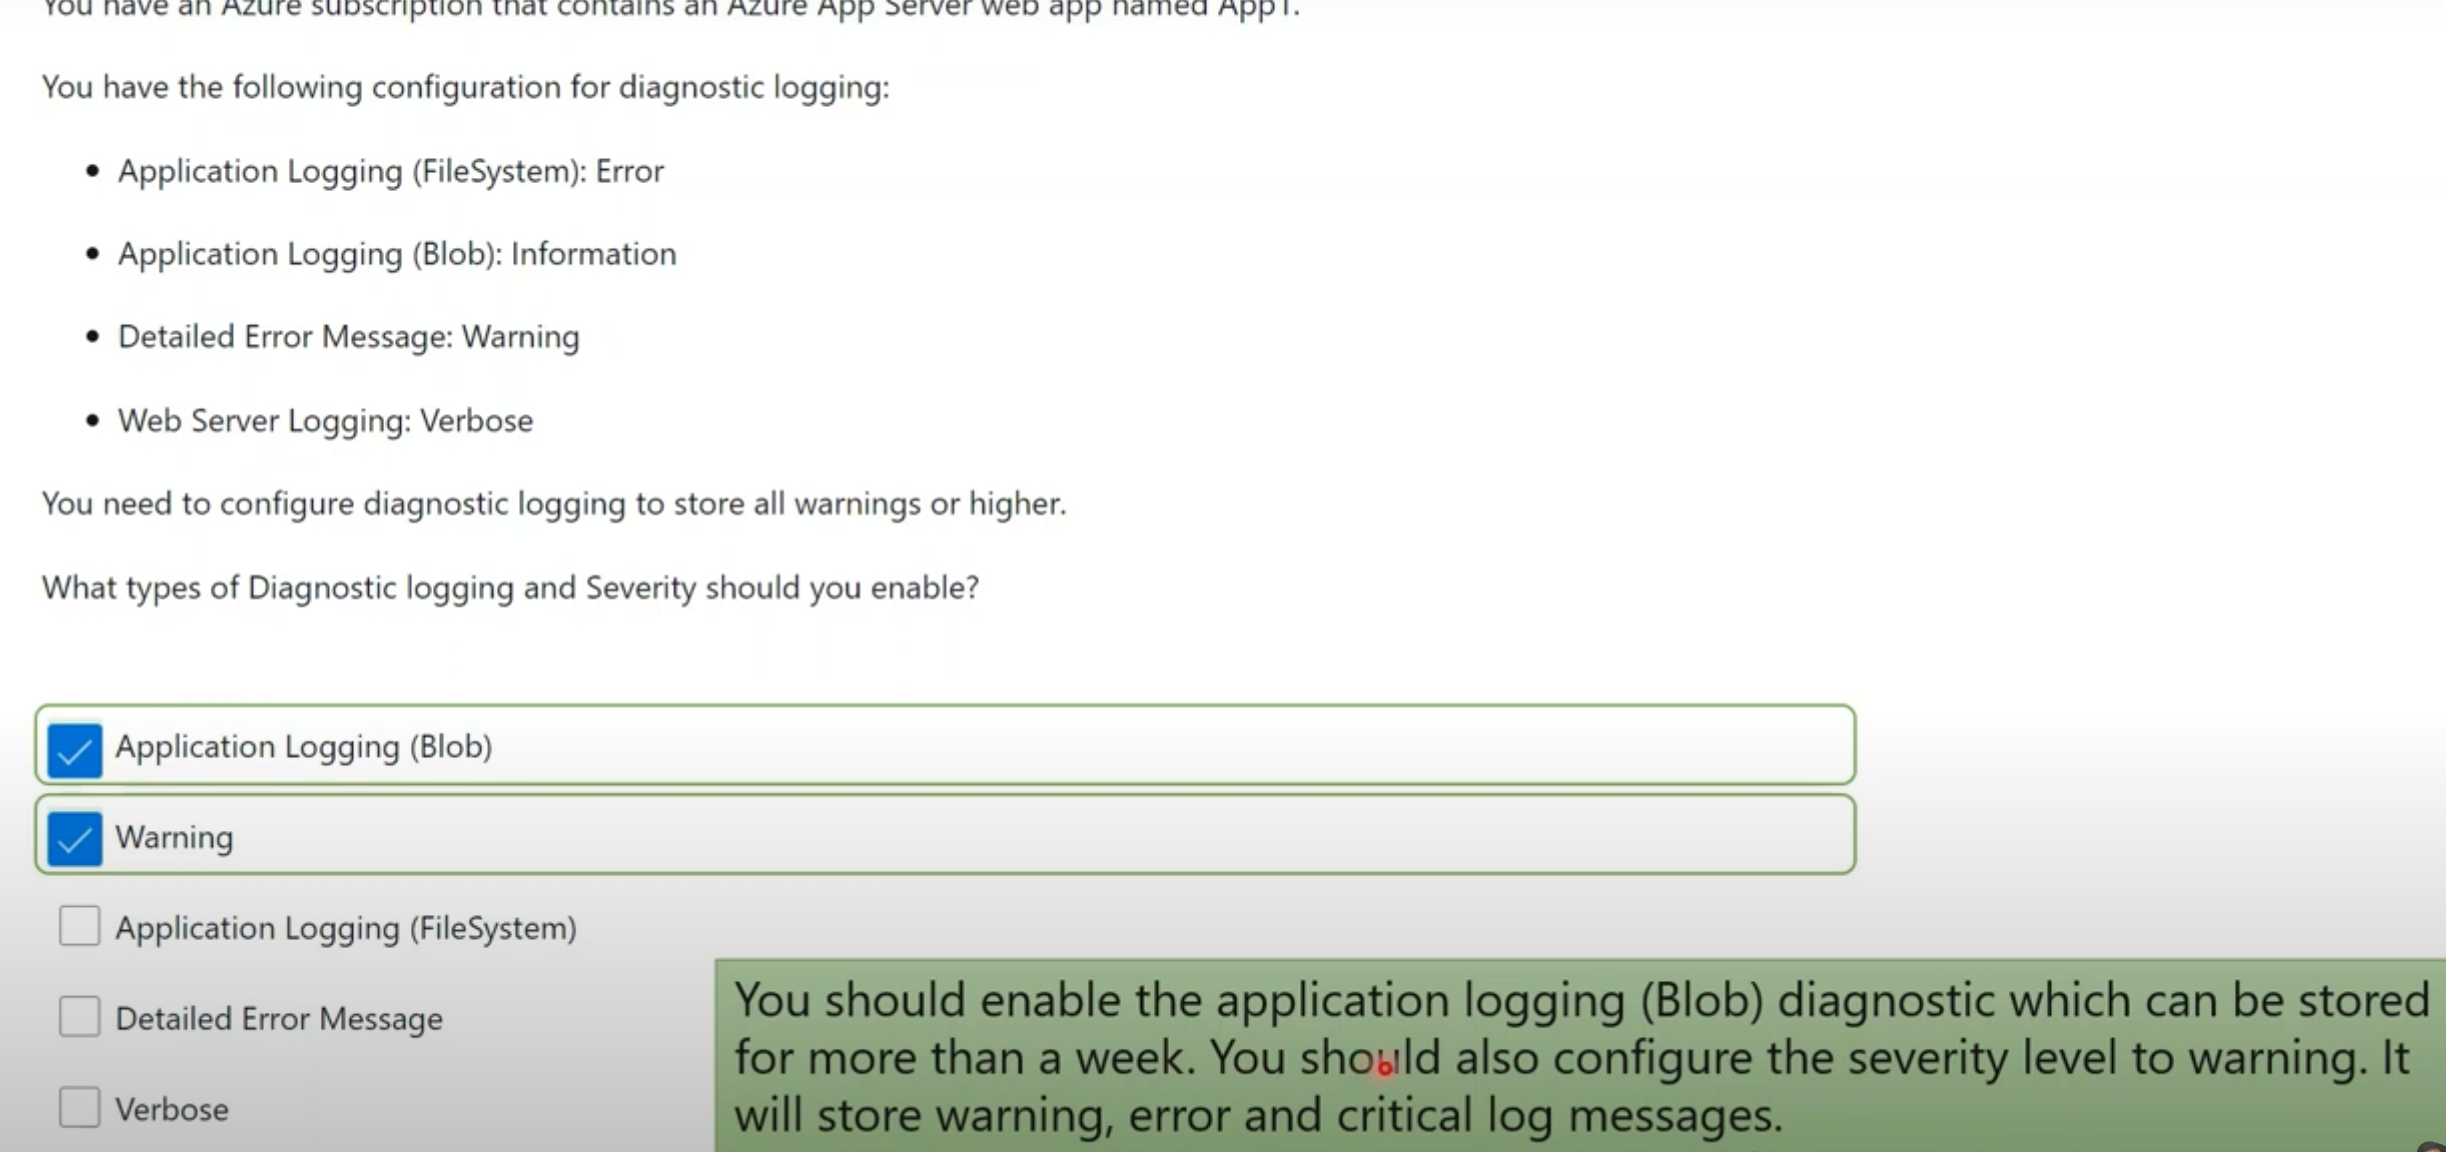 You have an Azure subscription that contains an Azure App Server web app named App1.
You have the following configuration for diagnostic logging:
• Application Logging (FileSystem): Error
• Application Logging (Blob): Information
• Detailed Error Message: Warning
• Web Server Logging: Verbose
You need to configure diagnostic logging to store all warnings or higher.
What types of Diagnostic logging and Severity should you enable?
Application Logging (Blob)
Warning
Application Logging (FileSystem)
Detailed Error Message
Verbose
You should enable the application logging (Blob) diagnostic which can be stored
for more than a week. You should also configure the severity level to warning. It
will store warning, error and critical log messages.